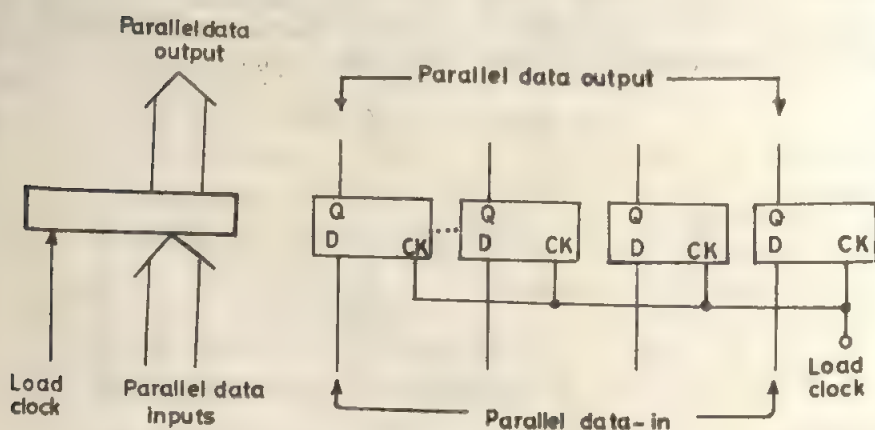 Parallel data
output
Parallel data output
Q
D
CK
....
Q
D
CK
Q
D
CK
Q
D
CK
Load
clock
Parallel data
inputs
Parallel data-in
Load
clock